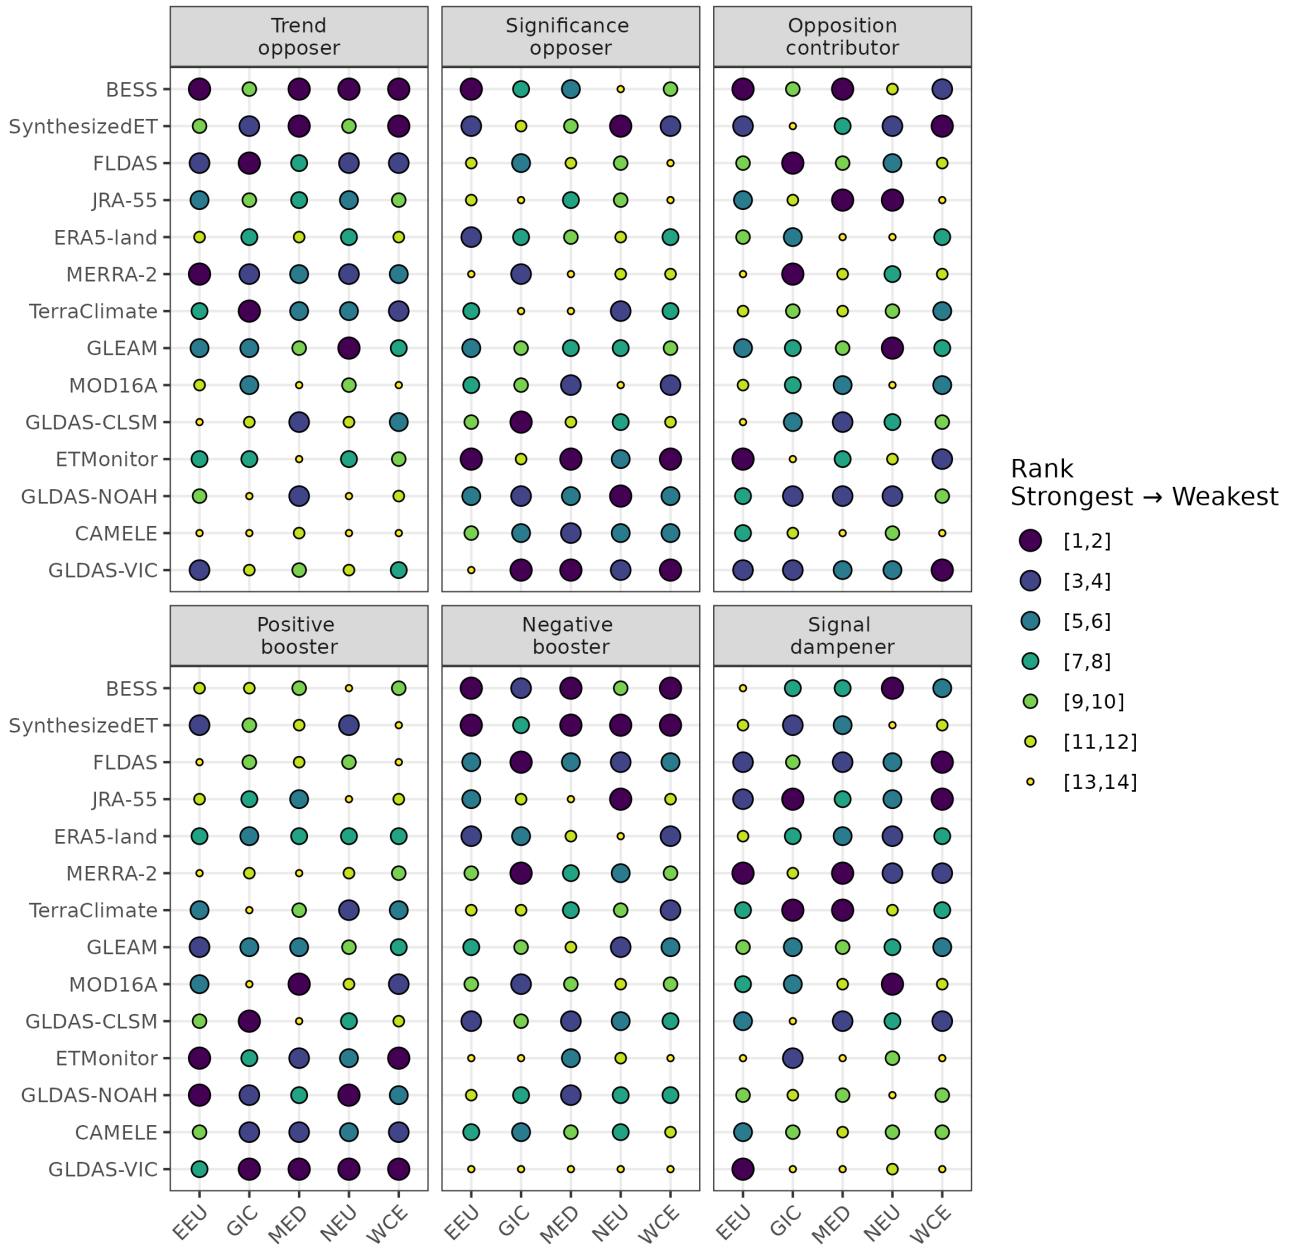 Trend
opposer
Significance
opposer
Opposition
contributor
BESS
SynthesizedET
FLDAS
JRA-55
ERA5-land
MERRA-2
TerraClimate
GLEAM
MOD16A
GLDAS-CLSM
ETMonitor
GLDAS-NOAH
CAMELE
GLDAS-VIC
Positive
booster
Negative
booster
Signal
dampener
BESS
SynthesizedET
FLDAS
JRA-55
ERA5-land
MERRA-2
TerraClimate
GLEAM
MOD16A
GLDAS-CLSM
ETMonitor
GLDAS-NOAH
CAMELE
GLDAS-VIC
EEU
GIC
MED
NEU
WCE
EEU
GIC
MED
NEU
WCE
EEU
GIC
MED
NEU
WCE
Rank
Strongest → Weakest
[1,2]
[3,4]
[5,6]
[7,8]
[9,10]
[11,12]
[13,14]